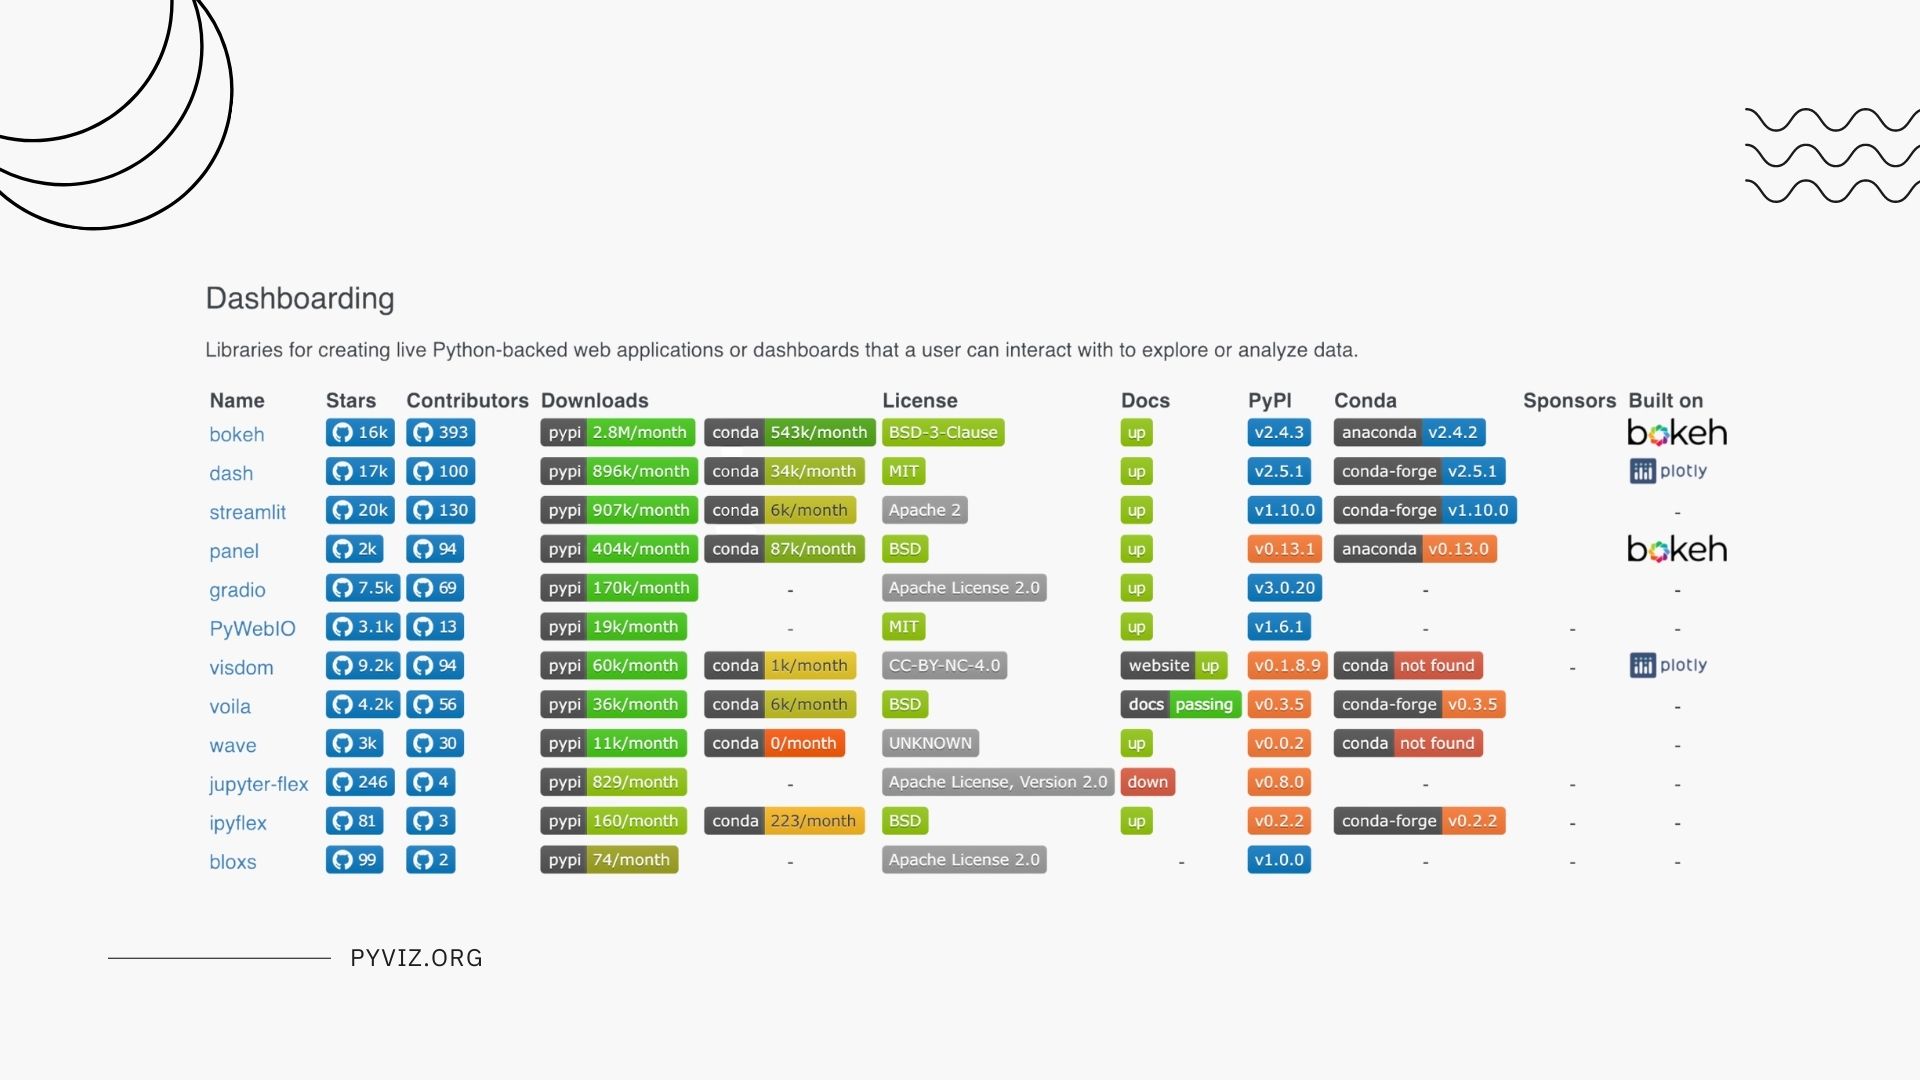 Dashboarding
Libraries for creating live Python-backed web applications or dashboards that a user can interact with to explore or analyze data.
Name Stars Contributors Downloads License Docs PyPI Conda Sponsors Built on
bokeh 16k 393 pypi 2.8M/month conda 543k/month BSD-3-Clause up v2.4.3 anaconda v2.4.2 bokeh
dash 17k 100 pypi 896k/month conda 34k/month MIT up v2.5.1 conda-forge v2.5.1 plotly
streamlit 20k 130 pypi 907k/month conda 6k/month Apache 2 up v1.10.0 conda-forge v1.10.0 -
panel 2k 94 pypi 404k/month conda 87k/month BSD up v0.13.1 anaconda v0.13.0 bokeh
gradio 7.5k 69 pypi 170k/month - Apache License 2.0 up v3.0.20 - -
PyWebIO 3.1k 13 pypi 19k/month - MIT up v1.6.1 - - -
visdom 9.2k 94 pypi 60k/month conda 1k/month CC-BY-NC-4.0 website up v0.1.8.9 conda not found - plotly
voila 4.2k 56 pypi 36k/month conda 6k/month BSD docs passing v0.3.5 conda-forge v0.3.5 -
wave 3k 30 pypi 11k/month conda 0/month UNKNOWN up v0.0.2 conda not found -
jupyter-flex 246 4 pypi 829/month - Apache License, Version 2.0 down v0.8.0 - - -
ipyflex 81 3 pypi 160/month conda 223/month BSD up v0.2.2 conda-forge v0.2.2 - -
bloxs 99 2 pypi 74/month - Apache License 2.0 - v1.0.0 - - -
PYVIZ.ORG